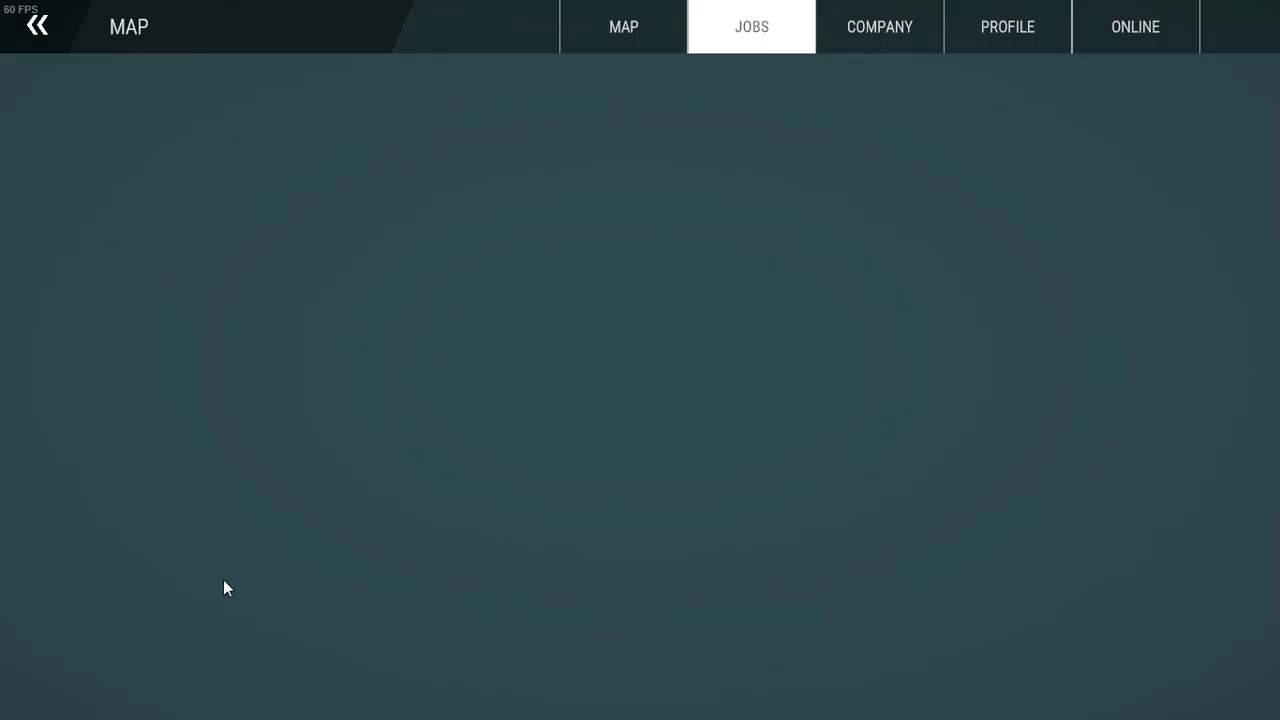 60 FPS
MAP
MAP
JOBS
COMPANY
PROFILE
ONLINE